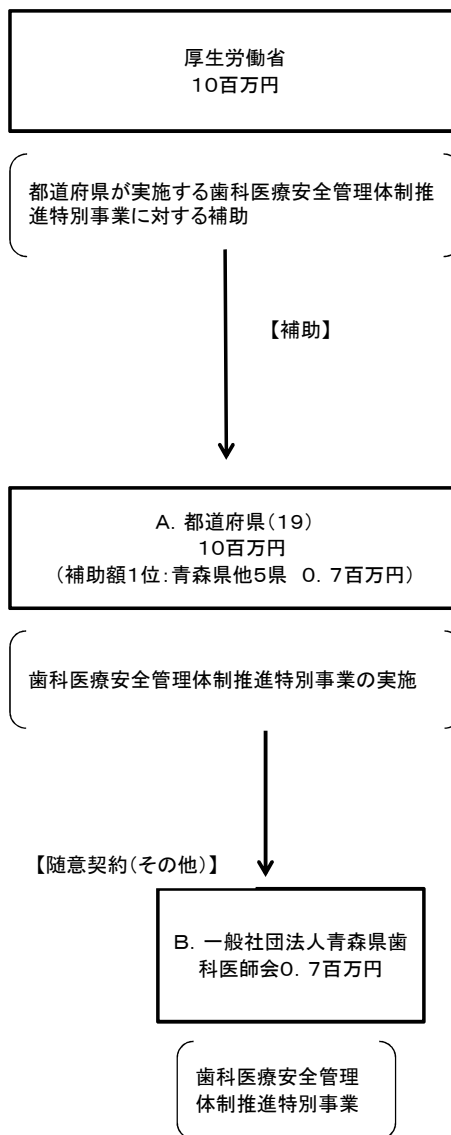 厚生労働省
10百万円
都道府県が実施する歯科医療安全管理体制推
進特別事業に対する補助
【補助】
A．都道府県（19）
10百万円
（補助額1位：青森県他5県　0．7百万円）
歯科医療安全管理体制推進特別事業の実施
【随意契約（その他）】
B．一般社団法人青森県歯
科医師会0．7百万円
歯科医療安全管理
体制推進特別事業